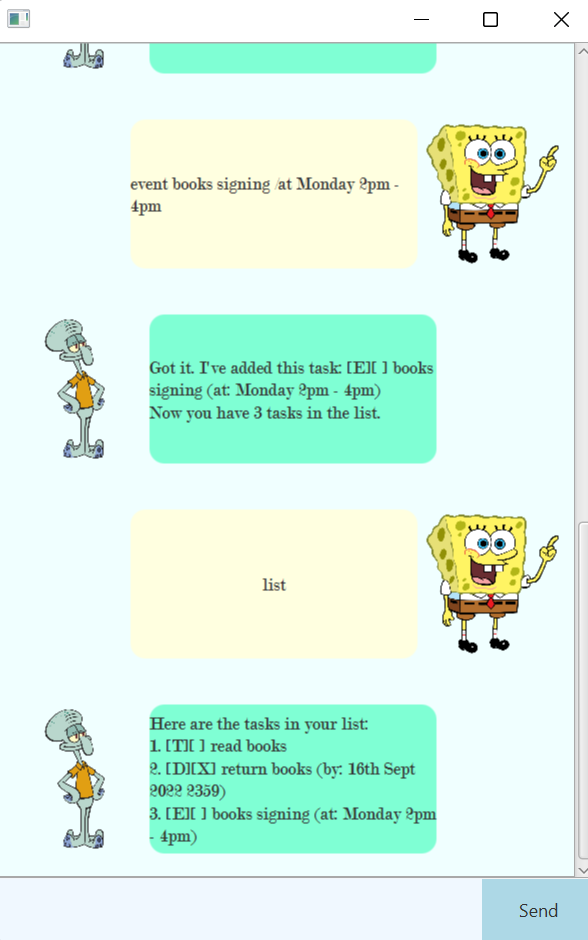 event books signing /at Monday 2pm -
4pm
Got it. I've added this task: [E][ ] books
signing (at: Monday 2pm - 4pm)
Now you have 3 tasks in the list.
list
Here are the tasks in your list:
1. [T][ ] read books
2. [D][X] return books (by: 16th Sept
2022 2359)
3. [E][ ] books signing (at: Monday 2pm
- 4pm)
Send